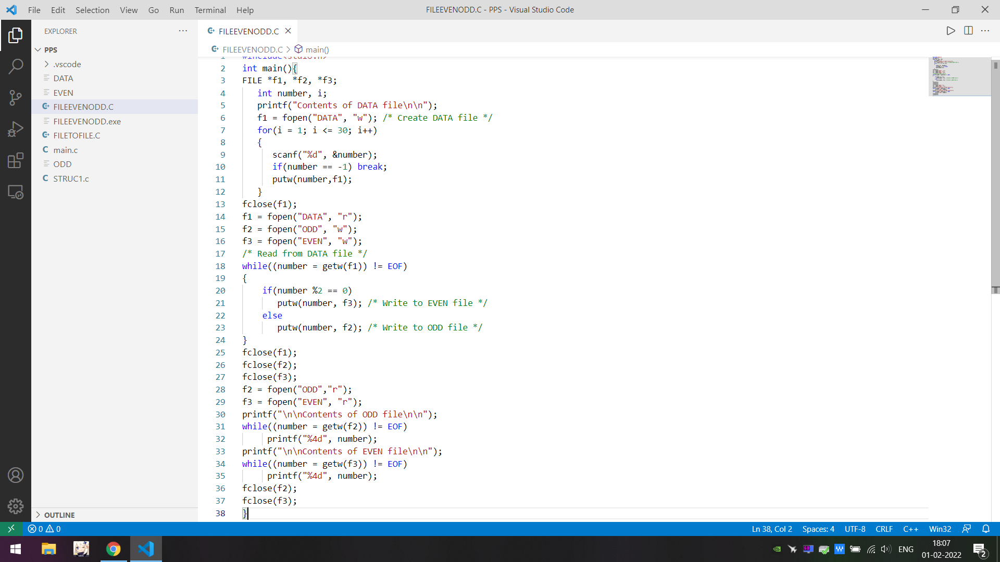 File Edit Selection View Go Run Terminal Help
FILEEVENODD.C - PPS - Visual Studio Code
EXPLORER
PPS
.vscode
DATA
EVEN
FILEEVENODD.C
FILEEVENODD.exe
FILETOFILE.C
main.c
ODD
STRUC1.c
OUTLINE
FILEEVENODD.C
FILEEVENODD.C > main()
1 #include<stdio.h>
2 int main(){
3 FILE *f1, *f2, *f3;
4 int number, i;
5 printf("Contents of DATA file\n\n");
6 f1 = fopen("DATA", "w"); /* Create DATA file */
7 for(i = 1; i <= 30; i++)
8 {
9 scanf("%d", &number);
10 if(number == -1) break;
11 putw(number,f1);
12 }
13 fclose(f1);
14 f1 = fopen("DATA", "r");
15 f2 = fopen("ODD", "w");
16 f3 = fopen("EVEN", "w");
17 /* Read from DATA file */
18 while((number = getw(f1)) != EOF)
19 {
20 if(number %2 == 0)
21 putw(number, f3); /* Write to EVEN file */
22 else
23 putw(number, f2); /* Write to ODD file */
24 }
25 fclose(f1);
26 fclose(f2);
27 fclose(f3);
28 f2 = fopen("ODD","r");
29 f3 = fopen("EVEN", "r");
30 printf("\n\nContents of ODD file\n\n");
31 while((number = getw(f2)) != EOF)
32 printf("%4d", number);
33 printf("\n\nContents of EVEN file\n\n");
34 while((number = getw(f3)) != EOF)
35 printf("%4d", number);
36 fclose(f2);
37 fclose(f3);
38 }
0 0
Ln 38, Col 2 Spaces: 4 UTF-8 CRLF C++ Win32
60 ENG
18:07
01-02-2022
2